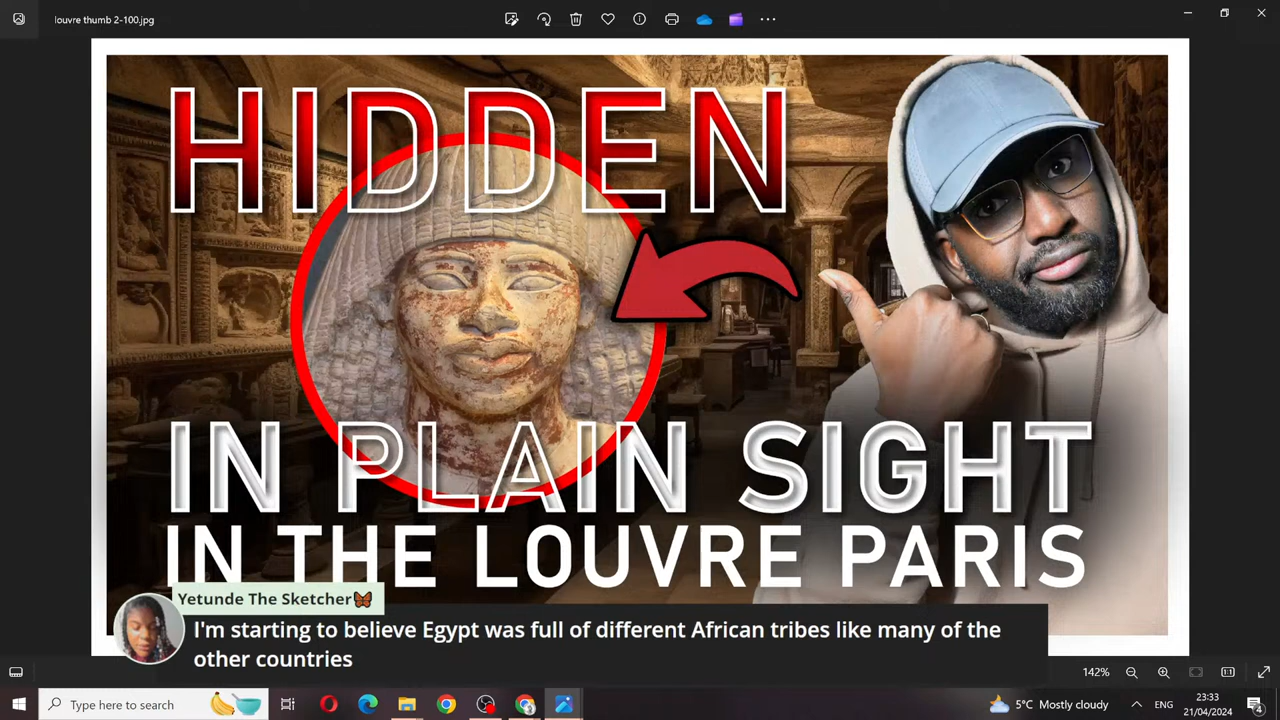 louvre thumb 2-100.jpg
HIDDEN
IN PLAIN SIGHT
IN THE LOUVRE PARIS
Yetunde The Sketcher🦋
I'm starting to believe Egypt was full of different African tribes like many of the
other countries
142%
Type here to search
5°C Mostly cloudy
ENG
23:33
21/04/2024
4